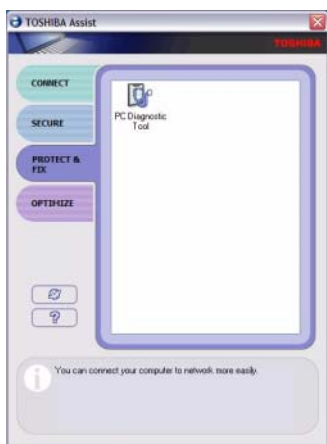 TOSHIBA Assist
TOSHIBA
CONNECT
SECURE
PROTECT &
FIX
OPTIMIZE
PC Diagnostic
Tool
You can connect your computer to network more easily.